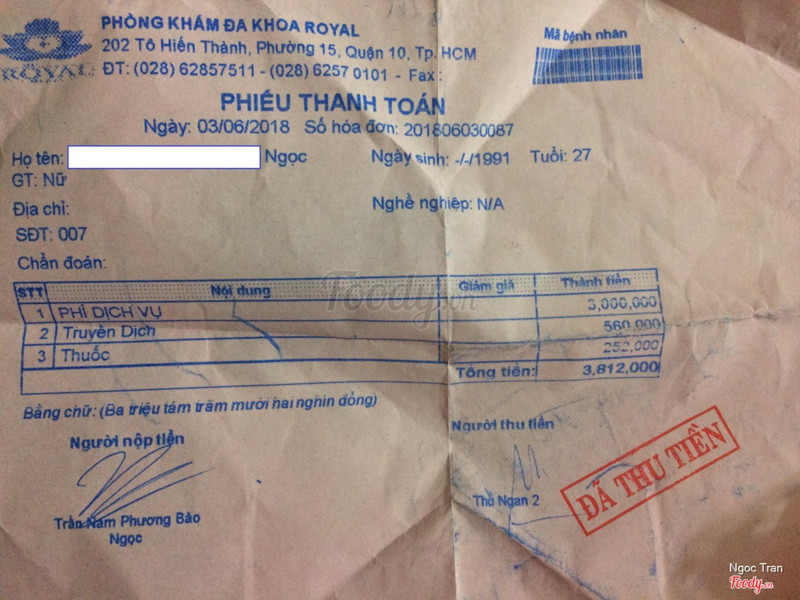 ROYAL
PHÒNG KHÁM ĐA KHOA ROYAL
202 Tô Hiến Thành, Phường 15, Quận 10, Tp. HCM
ĐT: (028) 62857511 - (028) 6257 0101 - Fax :
Mã bệnh nhân
PHIẾU THANH TOÁN
Ngày: 03/06/2018 Số hóa đơn: 201806030087
Họ tên: Ngọc Ngày sinh: -/-/1991 Tuổi: 27
GT: Nữ
Địa chỉ: Nghề nghiệp: N/A
SĐT: 007
Chẩn đoán:
STT Nội dung Giảm giá Thành tiền
1 PHÍ DỊCH VỤ 3,000,000
2 Truyền Dịch 560,000
3 Thuốc 252,000
Tổng tiền: 3,812,000
Foody.vn
Bằng chữ: (Ba triệu tám trăm mười hai nghìn đồng)
Người nộp tiền Người thu tiền
Trần Nam Phương Bảo
Ngọc
Thu Ngan 2
ĐÃ THU TIỀN
Ngoc Tran
Foody.vn